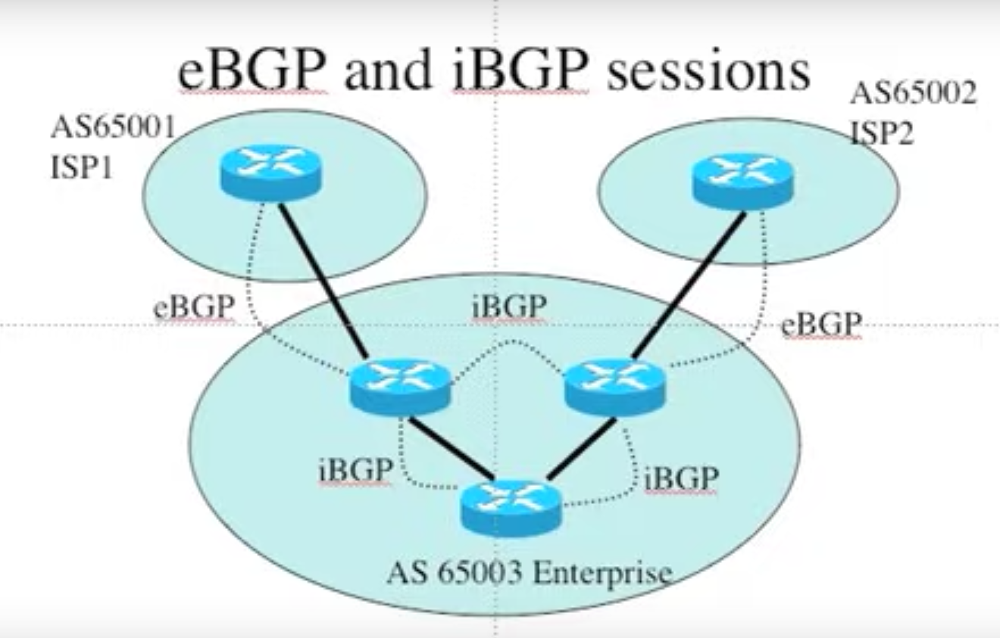 eBGP and iBGP sessions
AS65001
ISP1
AS65002
ISP2
eBGP
iBGP
eBGP
iBGP
iBGP
AS 65003 Enterprise